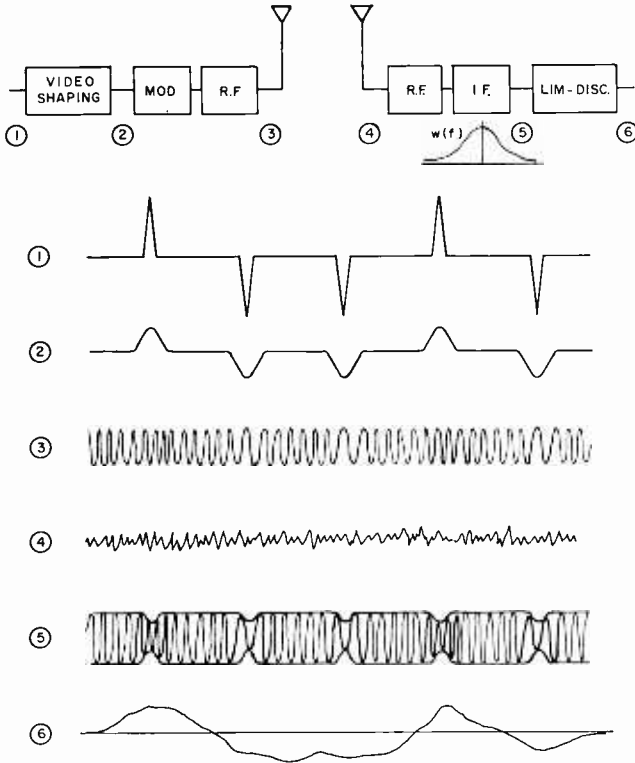 VIDEO
SHAPING
MOD
R.F
R.F.
I F.
LIM-DISC.
① ② ③ ④ ⑤ ⑥
w(f)
①
②
③
④
⑤
⑥